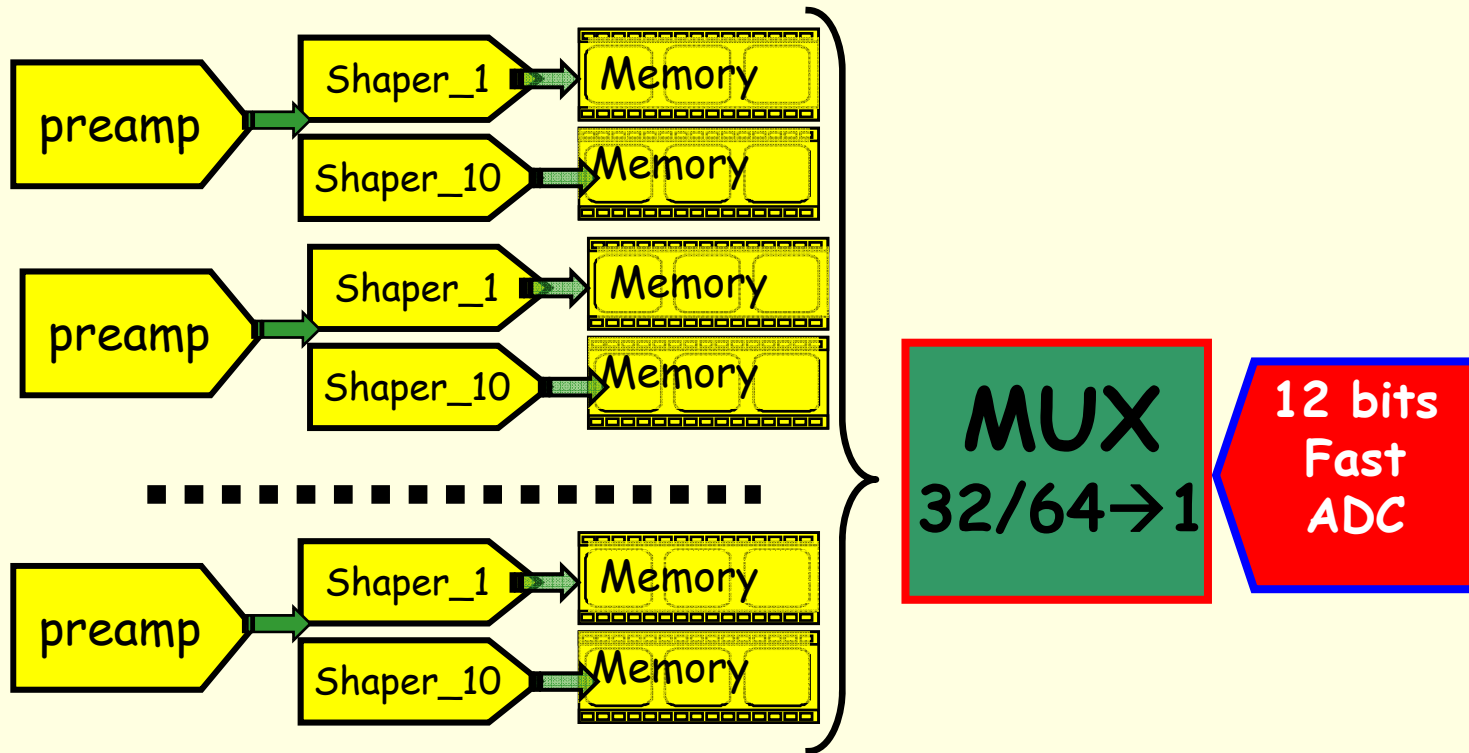 preamp
Shaper_1
Memory
Shaper_10
Memory
preamp
Shaper_1
Memory
Shaper_10
Memory
preamp
Shaper_1
Memory
Shaper_10
Memory
MUX
32/64→1
12 bits
Fast
ADC